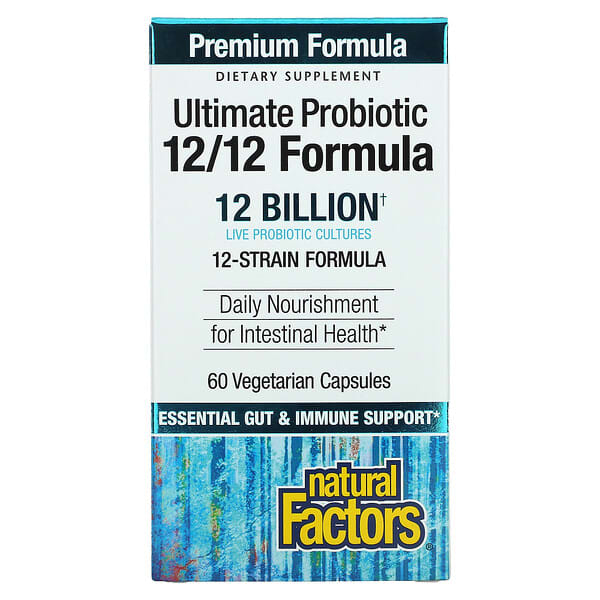 Premium Formula
DIETARY SUPPLEMENT
Ultimate Probiotic
12/12 Formula
12 BILLION†
LIVE PROBIOTIC CULTURES
12-STRAIN FORMULA
Daily Nourishment
for Intestinal Health*
60 Vegetarian Capsules
ESSENTIAL GUT & IMMUNE SUPPORT*
natural
Factors®